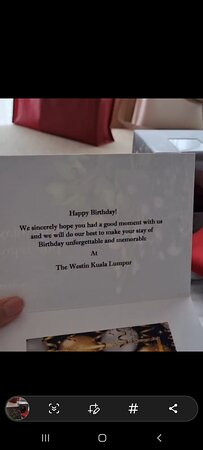 Happy Birthday!
We sincerely hope you had a good moment with us
and we will do our best to make your stay of
Birthday unforgettable and memorable
At
The Westin Kuala Lumpur